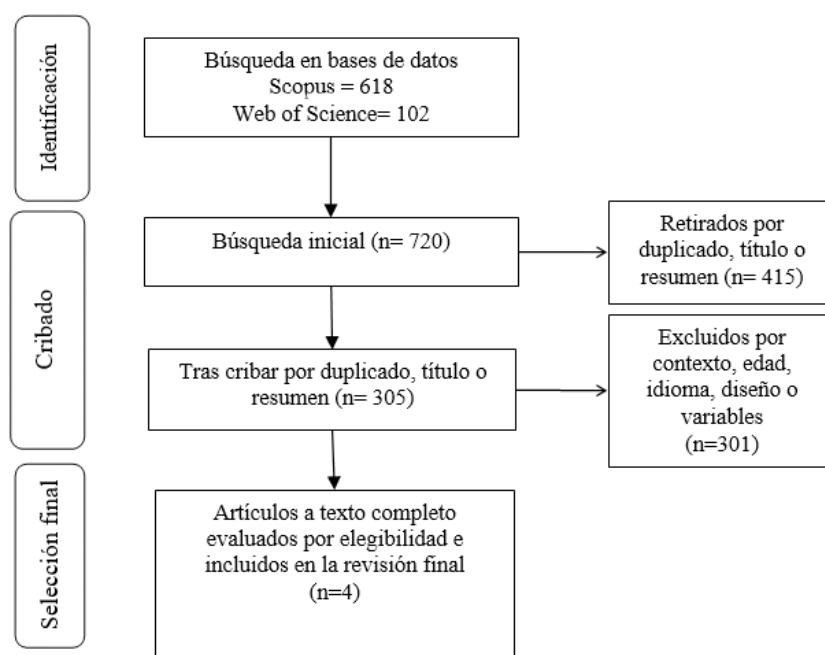 Identificación
Búsqueda en bases de datos
Scopus = 618
Web of Science= 102
Cribado
Búsqueda inicial (n= 720)
Retirados por
duplicado, título o
resumen (n= 415)
Tras cribar por duplicado, título o
resumen (n= 305)
Excluidos por
contexto, edad,
idioma, diseño o
variables
(n=301)
Selección final
Artículos a texto completo
evaluados por elegibilidad e
incluidos en la revisión final
(n=4)